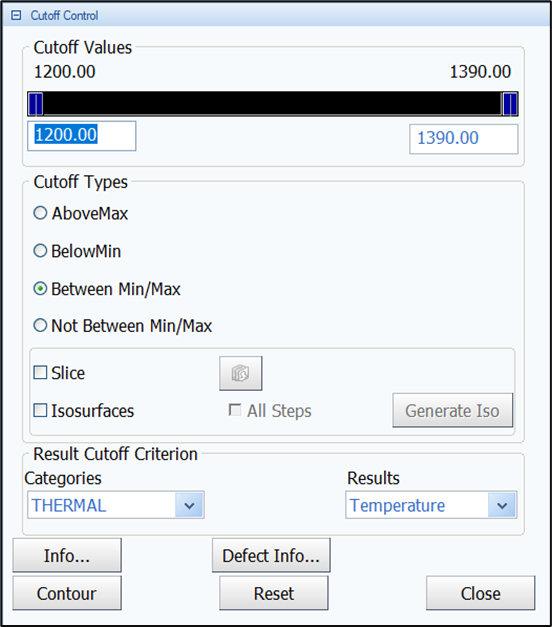 Cutoff Control
Cutoff Values
1200.00 1390.00
1200.00 1390.00
Cutoff Types
AboveMax
BelowMin
Between Min/Max
Not Between Min/Max
Slice
Isosurfaces All Steps Generate Iso
Result Cutoff Criterion
Categories Results
THERMAL Temperature
Info... Defect Info...
Contour Reset Close